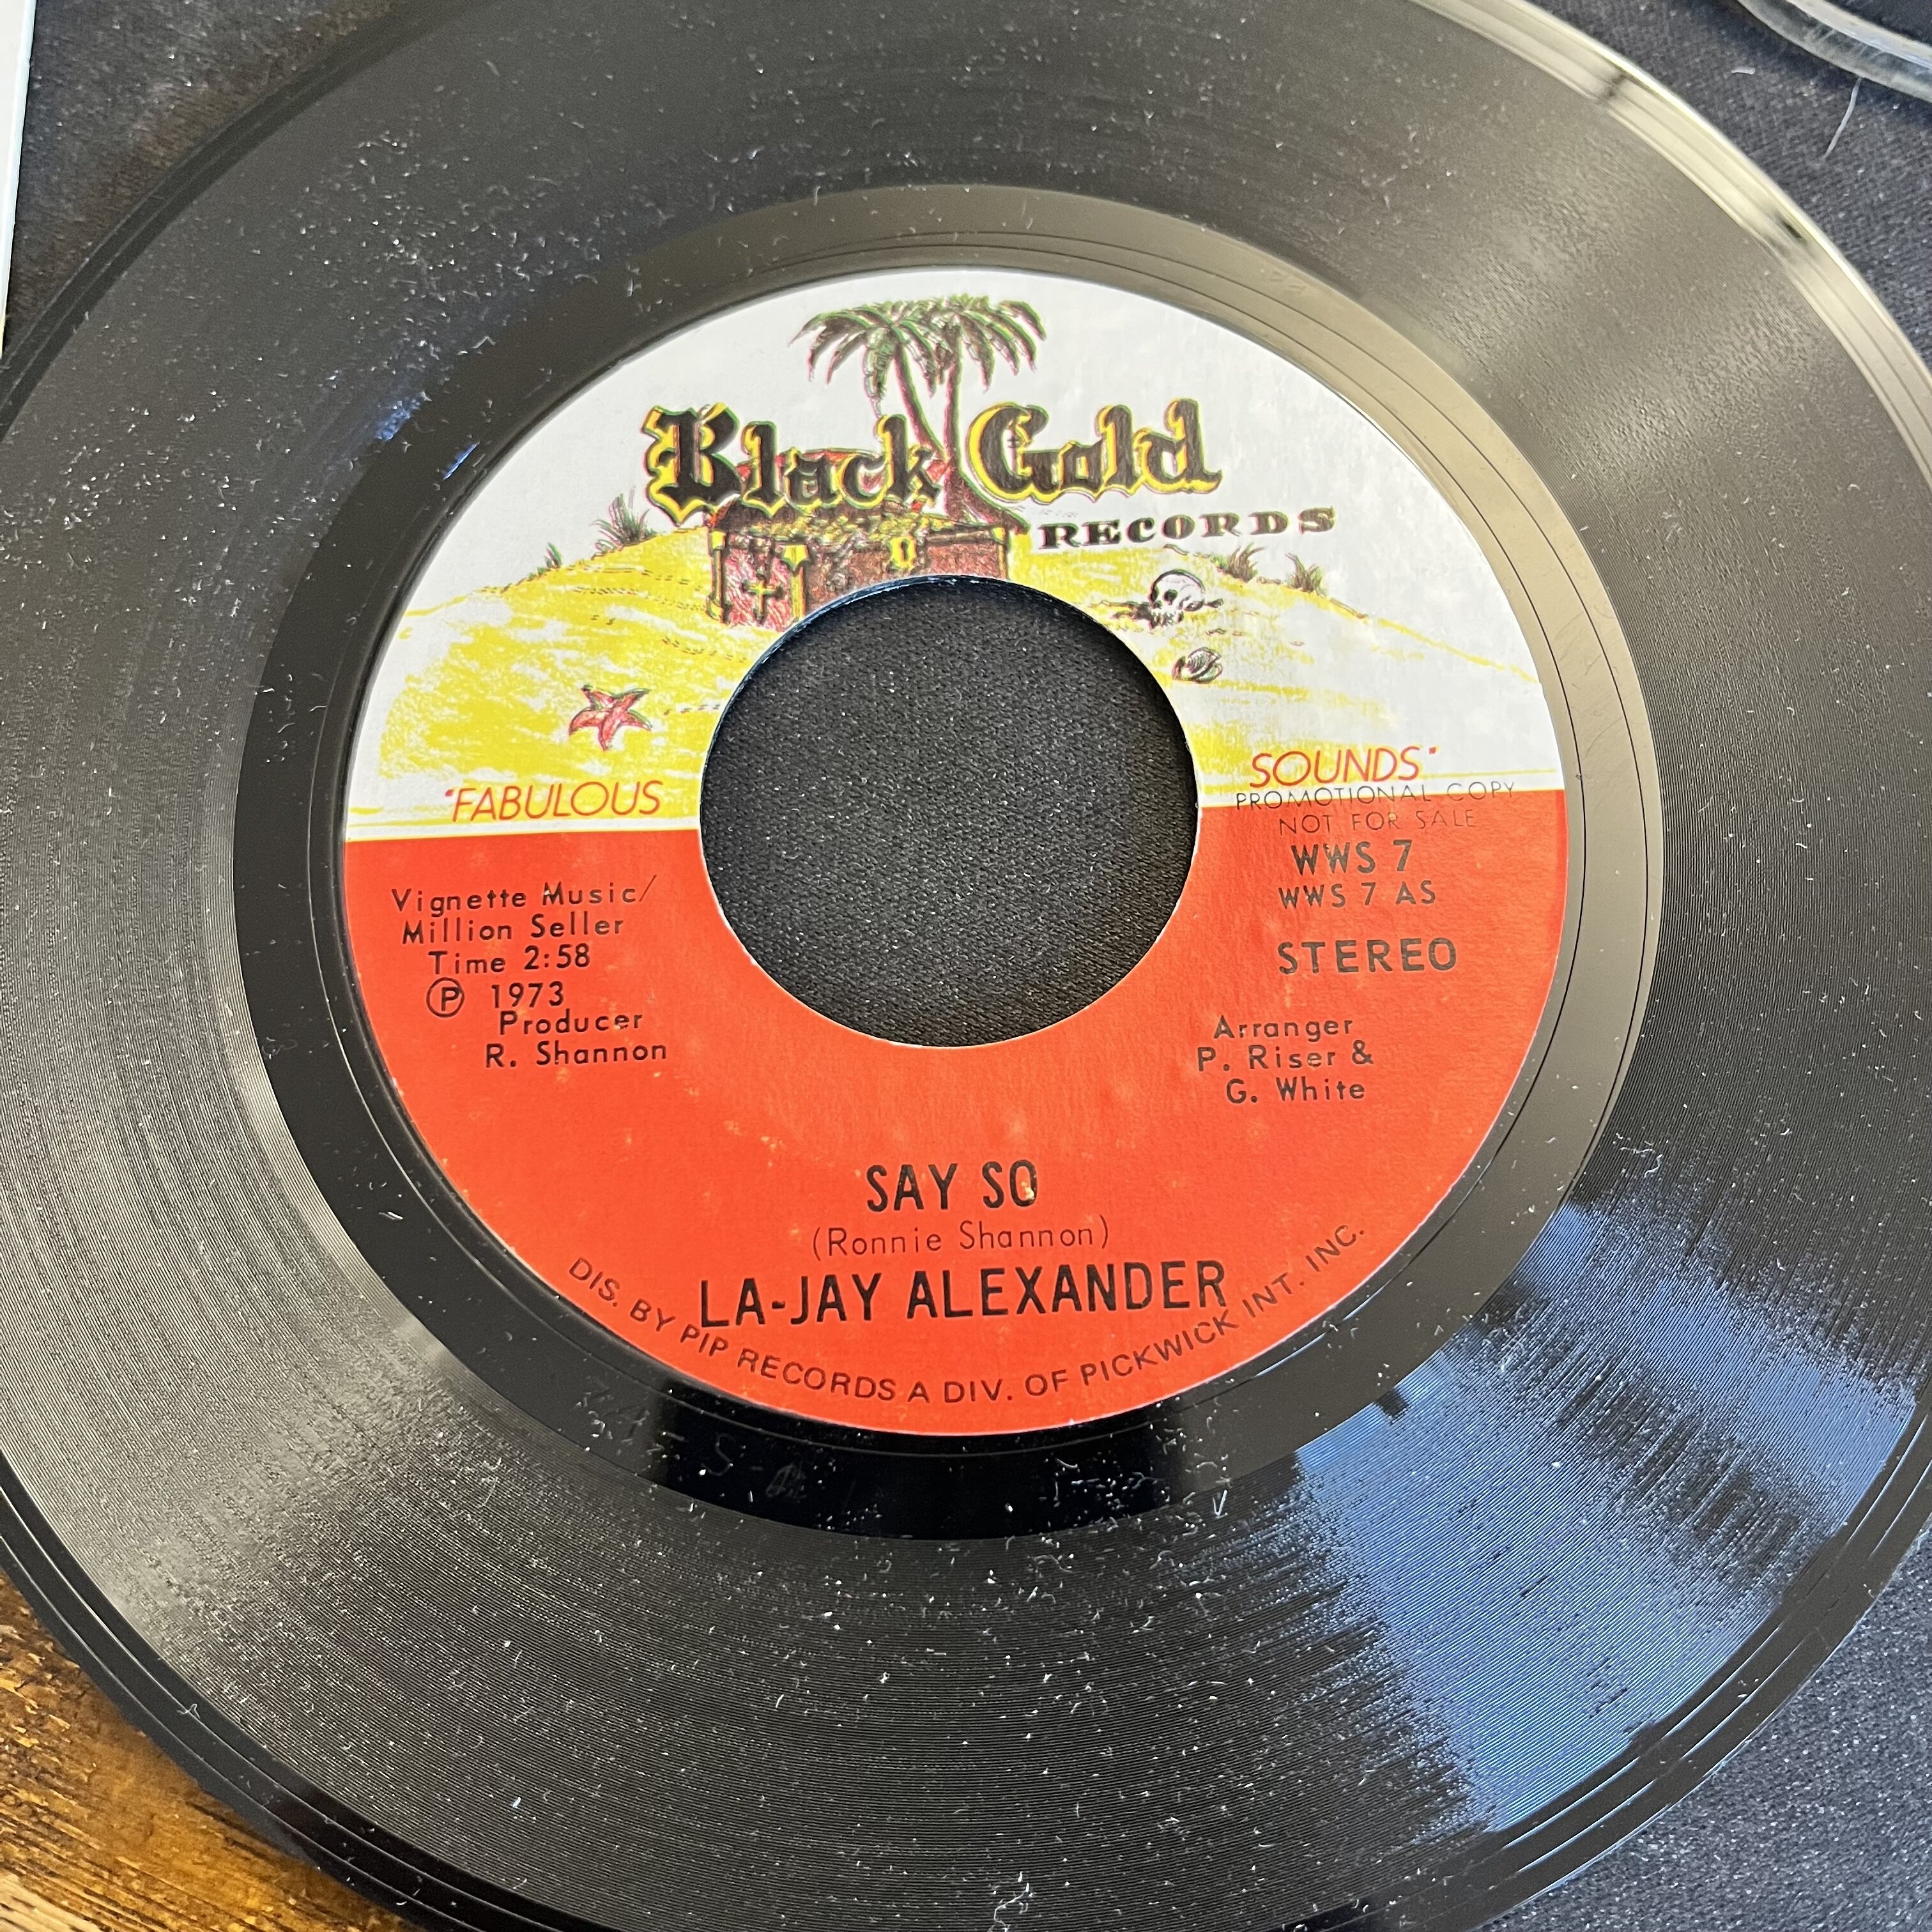 Black Gold
RECORDS
"FABULOUS
SOUNDS"
PROMOTIONAL COPY
NOT FOR SALE
WWS 7
WWS 7 AS
STEREO
Vignette Music/
Million Seller
Time 2:58
Ⓟ 1973
Producer
R. Shannon
Arranger
P. Riser &
G. White
SAY SO
(Ronnie Shannon)
LA-JAY ALEXANDER
DIS. BY PIP RECORDS A DIV. OF PICKWICK INT. INC.